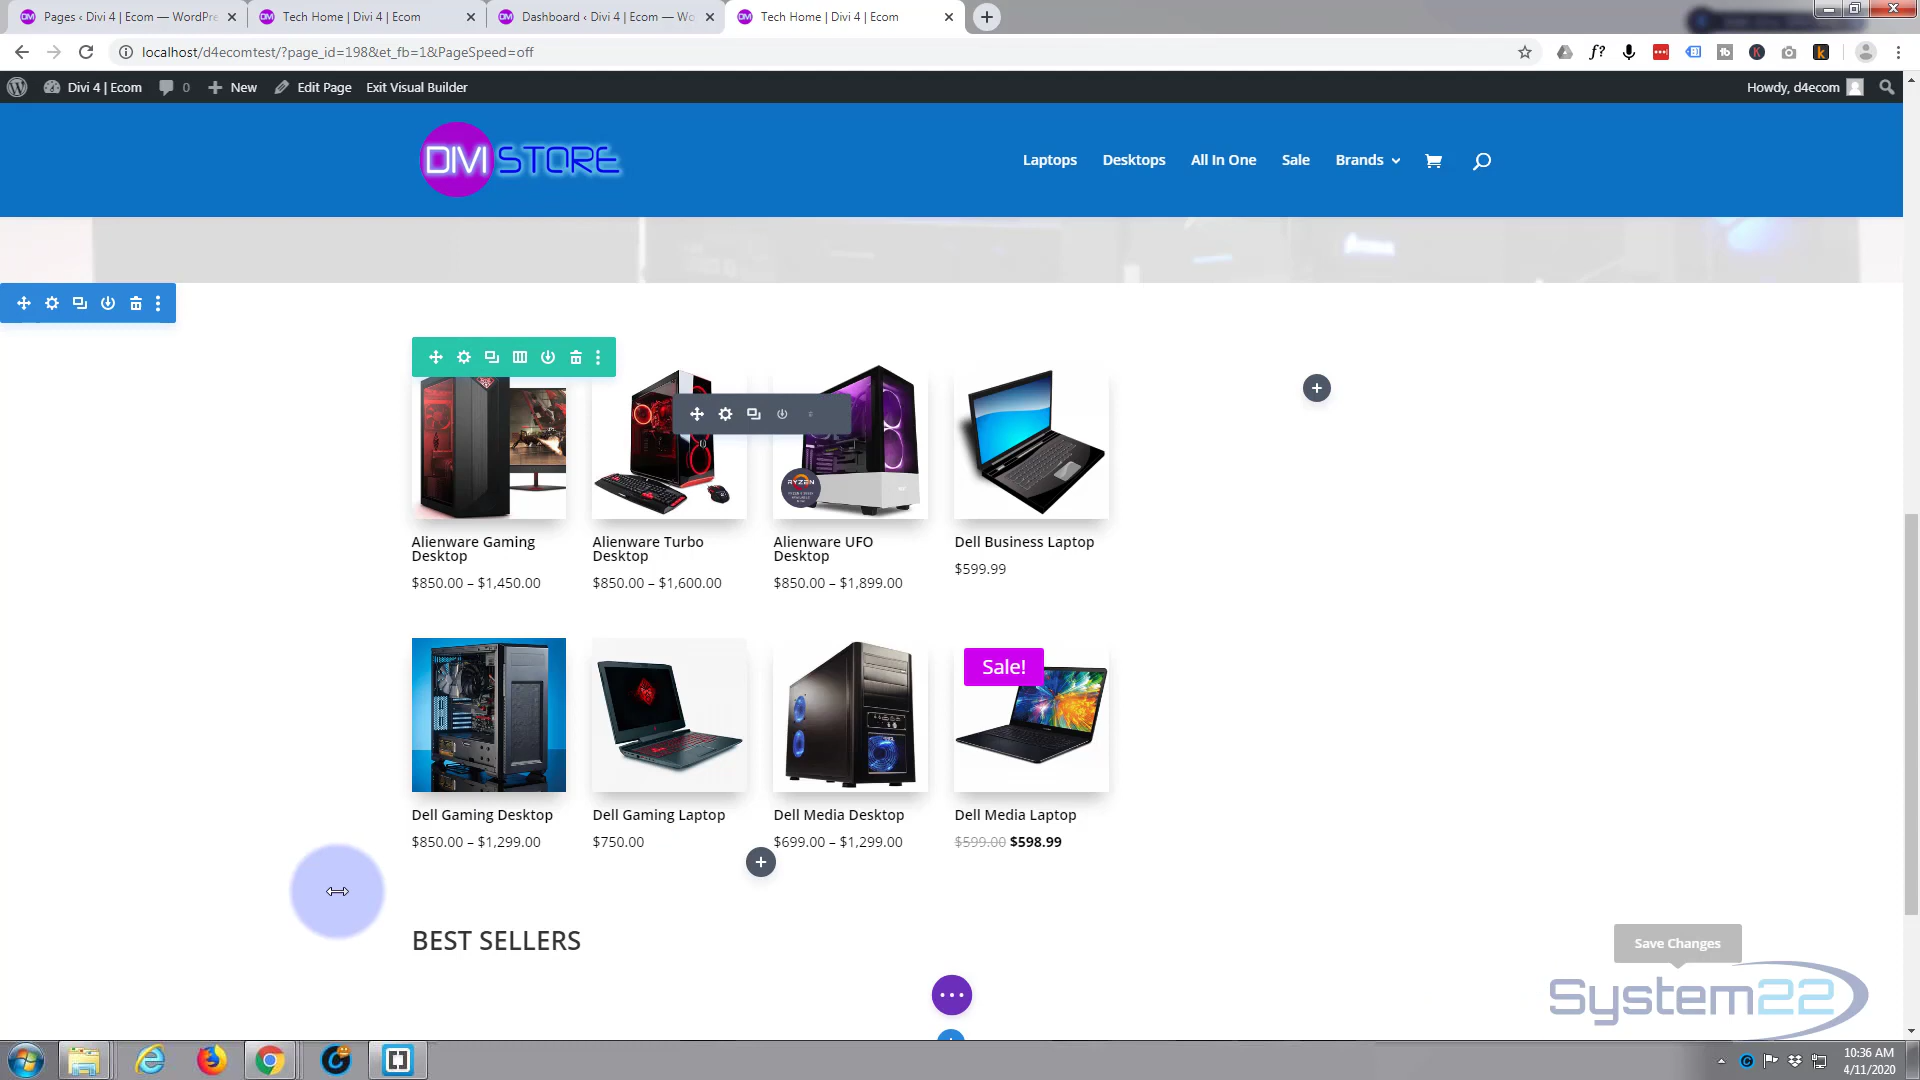 Pages ‹ Divi 4 | Ecom — WordPre
Tech Home | Divi 4 | Ecom
Dashboard ‹ Divi 4 | Ecom — Wo
Tech Home | Divi 4 | Ecom
localhost/d4ecomtest/?page_id=198&et_fb=1&PageSpeed=off
Divi 4 | Ecom
0
New
Edit Page
Exit Visual Builder
Howdy, d4ecom
DIVI STORE
Laptops
Desktops
All In One
Sale
Brands
RYZEN
Alienware Gaming
Desktop
$850.00 – $1,450.00
Alienware Turbo
Desktop
$850.00 – $1,600.00
Alienware UFO
Desktop
$850.00 – $1,899.00
Dell Business Laptop
$599.99
Sale!
Dell Gaming Desktop
$850.00 – $1,299.00
Dell Gaming Laptop
$750.00
Dell Media Desktop
$699.00 – $1,299.00
Dell Media Laptop
$599.00 $598.99
BEST SELLERS
Save Changes
System22
10:36 AM
4/11/2020